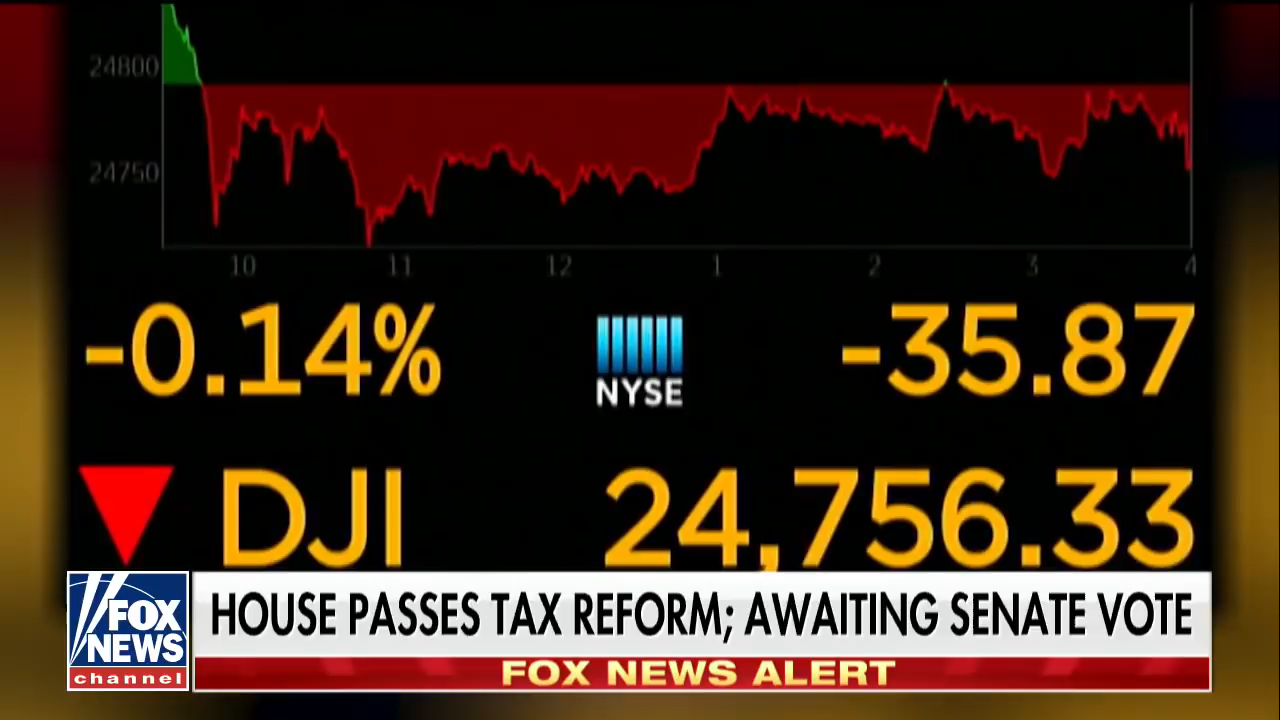 24800
24750
10 11 12 1 2 3 4
-0.14% NYSE -35.87
DJI 24,756.33
FOX NEWS channel
HOUSE PASSES TAX REFORM; AWAITING SENATE VOTE
FOX NEWS ALERT